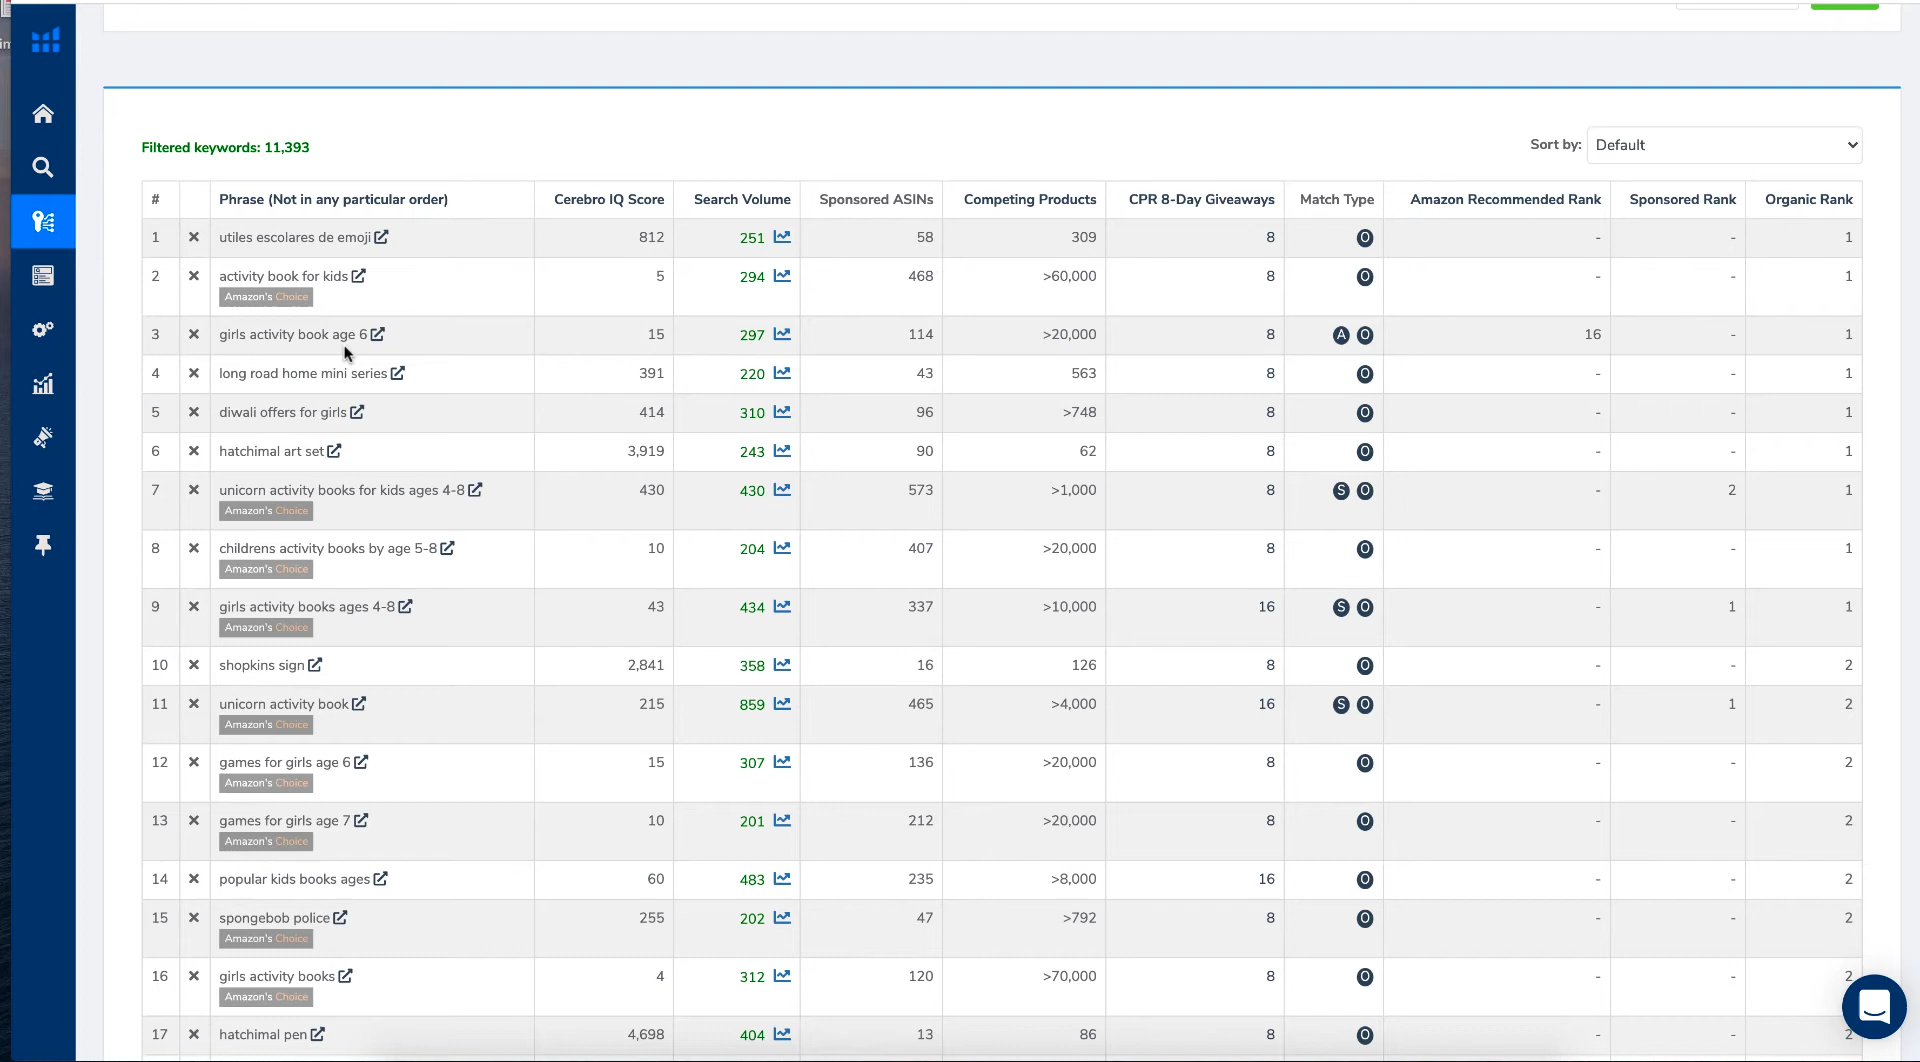 Filtered keywords: 11,393
Sort by: Default
# Phrase (Not in any particular order) Cerebro IQ Score Search Volume Sponsored ASINs Competing Products CPR 8-Day Giveaways Match Type Amazon Recommended Rank Sponsored Rank Organic Rank
1 utiles escolares de emoji 812 251 58 309 8 O - - 1
2 activity book for kids 5 294 468 >60,000 8 O - - 1
Amazon's Choice
3 girls activity book age 6 15 297 114 >20,000 8 A O 16 - 1
4 long road home mini series 391 220 43 563 8 O - - 1
5 diwali offers for girls 414 310 96 >748 8 O - - 1
6 hatchimal art set 3,919 243 90 62 8 O - - 1
7 unicorn activity books for kids ages 4-8 430 430 573 >1,000 8 S O - 2 1
Amazon's Choice
8 childrens activity books by age 5-8 10 204 407 >20,000 8 O - - 1
Amazon's Choice
9 girls activity books ages 4-8 43 434 337 >10,000 16 S O - 1 1
Amazon's Choice
10 shopkins sign 2,841 358 16 126 8 O - - 2
11 unicorn activity book 215 859 465 >4,000 16 S O - 1 2
Amazon's Choice
12 games for girls age 6 15 307 136 >20,000 8 O - - 2
Amazon's Choice
13 games for girls age 7 10 201 212 >20,000 8 O - - 2
Amazon's Choice
14 popular kids books ages 60 483 235 >8,000 16 O - - 2
15 spongebob police 255 202 47 >792 8 O - - 2
Amazon's Choice
16 girls activity books 4 312 120 >70,000 8 O - - 2
Amazon's Choice
17 hatchimal pen 4,698 404 13 86 8 O - - 2